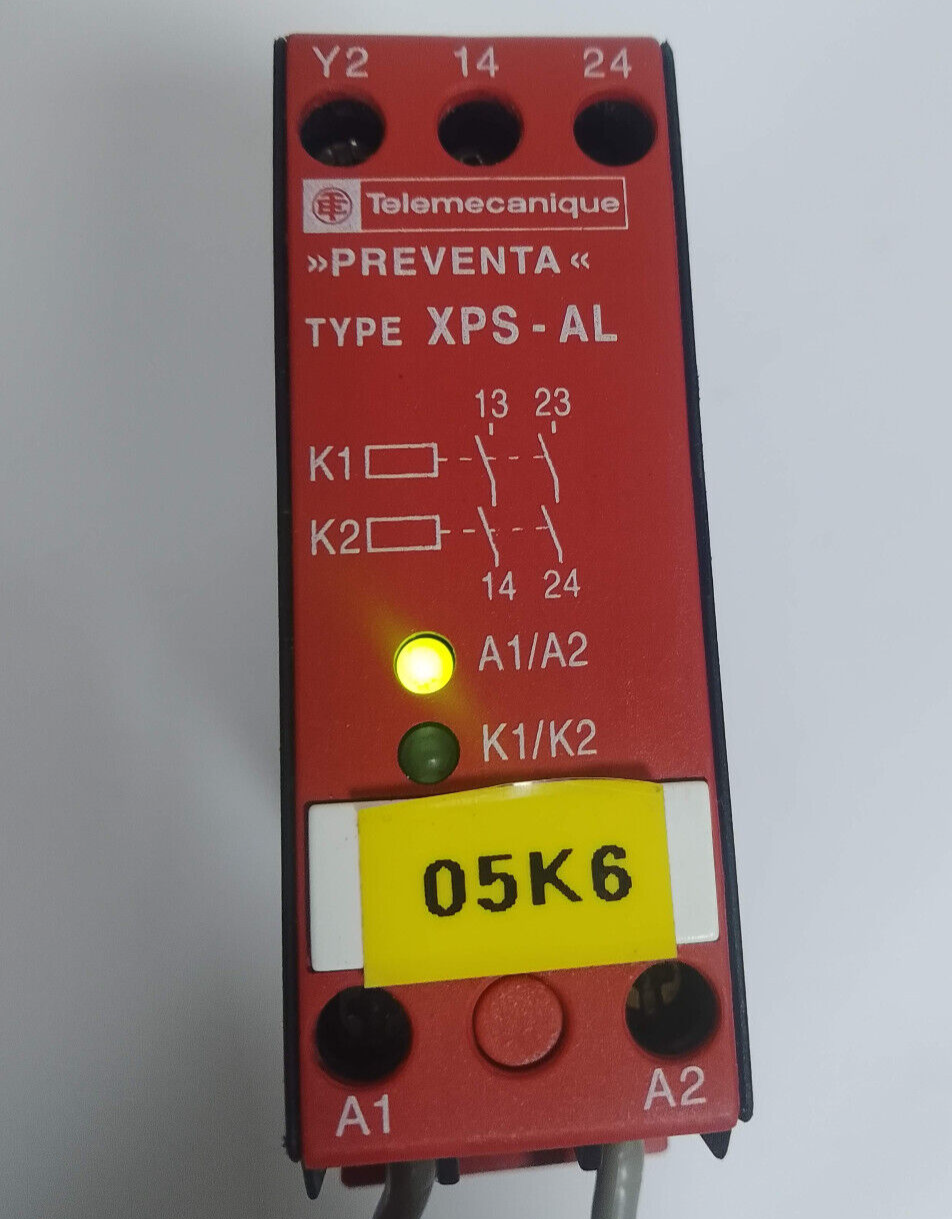 Y2 14 24
Telemecanique
»PREVENTA«
TYPE XPS-AL
13 23
K1
K2
14 24
A1/A2
K1/K2
05K6
A1 A2